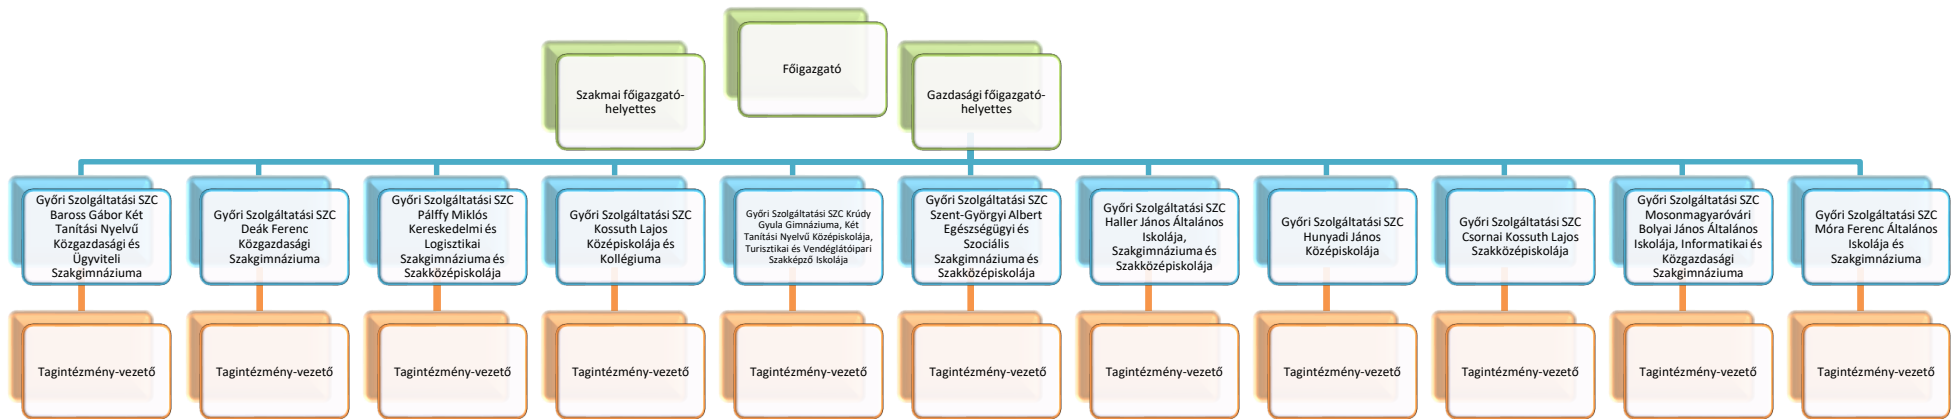 Főigazgató
Szakmai főigazgató-
helyettes
Gazdasági főigazgató-
helyettes
Győri Szolgáltatási SZC
Baross Gábor Két
Tanítási Nyelvű
Közgazdasági és
Ügyviteli
Szakgimnáziuma
Győri Szolgáltatási SZC
Deák Ferenc
Közgazdasági
Szakgimnáziuma
Győri Szolgáltatási SZC
Pálffy Miklós
Kereskedelmi és
Logisztikai
Szakgimnáziuma és
Szakközépiskolája
Győri Szolgáltatási SZC
Kossuth Lajos
Középiskolája és
Kollégiuma
Győri Szolgáltatási SZC Krúdy
Gyula Gimnáziuma, Két
Tanítási Nyelvű Középiskolája,
Turisztikai és Vendéglátóipari
Szakképző Iskolája
Győri Szolgáltatási SZC
Szent-Györgyi Albert
Egészségügyi és
Szociális
Szakgimnáziuma és
Szakközépiskolája
Győri Szolgáltatási SZC
Haller János Általános
Iskolája,
Szakgimnáziuma és
Szakközépiskolája
Győri Szolgáltatási SZC
Hunyadi János
Középiskolája
Győri Szolgáltatási SZC
Csornai Kossuth Lajos
Szakközépiskolája
Győri Szolgáltatási SZC
Mosonmagyaróvári
Bolyai János Általános
Iskolája, Informatikai és
Közgazdasági
Szakgimnáziuma
Győri Szolgáltatási SZC
Móra Ferenc Általános
Iskolája és
Szakgimnáziuma
Tagintézmény-vezető
Tagintézmény-vezető
Tagintézmény-vezető
Tagintézmény-vezető
Tagintézmény-vezető
Tagintézmény-vezető
Tagintézmény-vezető
Tagintézmény-vezető
Tagintézmény-vezető
Tagintézmény-vezető
Tagintézmény-vezető